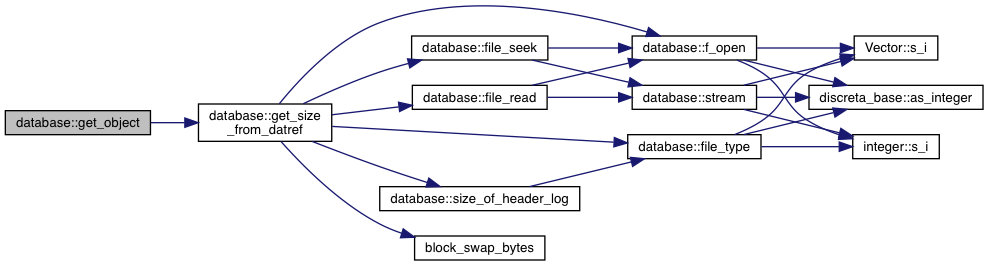 database::get_object
database::get_size
_from_datref
database::file_seek
database::file_read
database::size_of_header_log
block_swap_bytes
database::f_open
database::stream
database::file_type
Vector::s_i
discreta_base::as_integer
integer::s_i